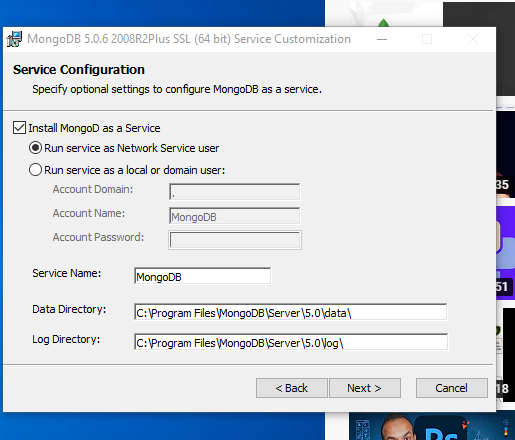 MongoDB 5.0.6 2008R2Plus SSL (64 bit) Service Customization
Service Configuration
Specify optional settings to configure MongoDB as a service.
Install MongoD as a Service
Run service as Network Service user
Run service as a local or domain user:
Account Domain: .
Account Name: MongoDB
Account Password:
Service Name: MongoDB
Data Directory: C:\Program Files\MongoDB\Server\5.0\data\
Log Directory: C:\Program Files\MongoDB\Server\5.0\log\
< Back Next > Cancel
35
51
18
Ps